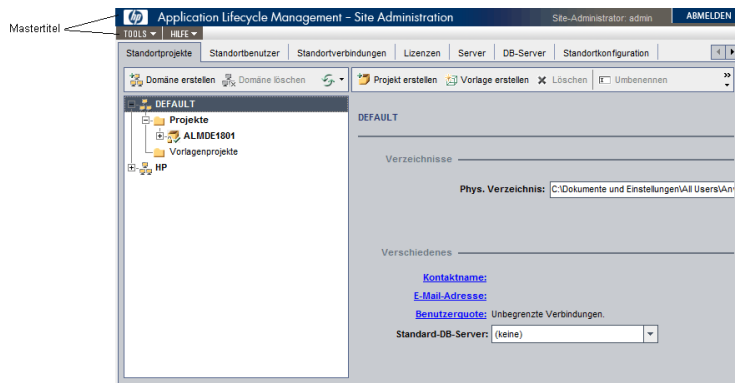 Mastertitel
hp Application Lifecycle Management – Site Administration Site-Administrator: admin ABMELDEN
TOOLS HILFE
Standortprojekte Standortbenutzer Standortverbindungen Lizenzen Server DB-Server Standortkonfiguration
Domäne erstellen Domäne löschen Projekt erstellen Vorlage erstellen Löschen Umbenennen
DEFAULT
Projekte
ALMDE1801
Vorlagenprojekte
HP
DEFAULT
Verzeichnisse
Phys. Verzeichnis: C:\Dokumente und Einstellungen\All Users\An
Verschiedenes
Kontaktname:
E-Mail-Adresse:
Benutzerquote: Unbegrenzte Verbindungen.
Standard-DB-Server: (keine)